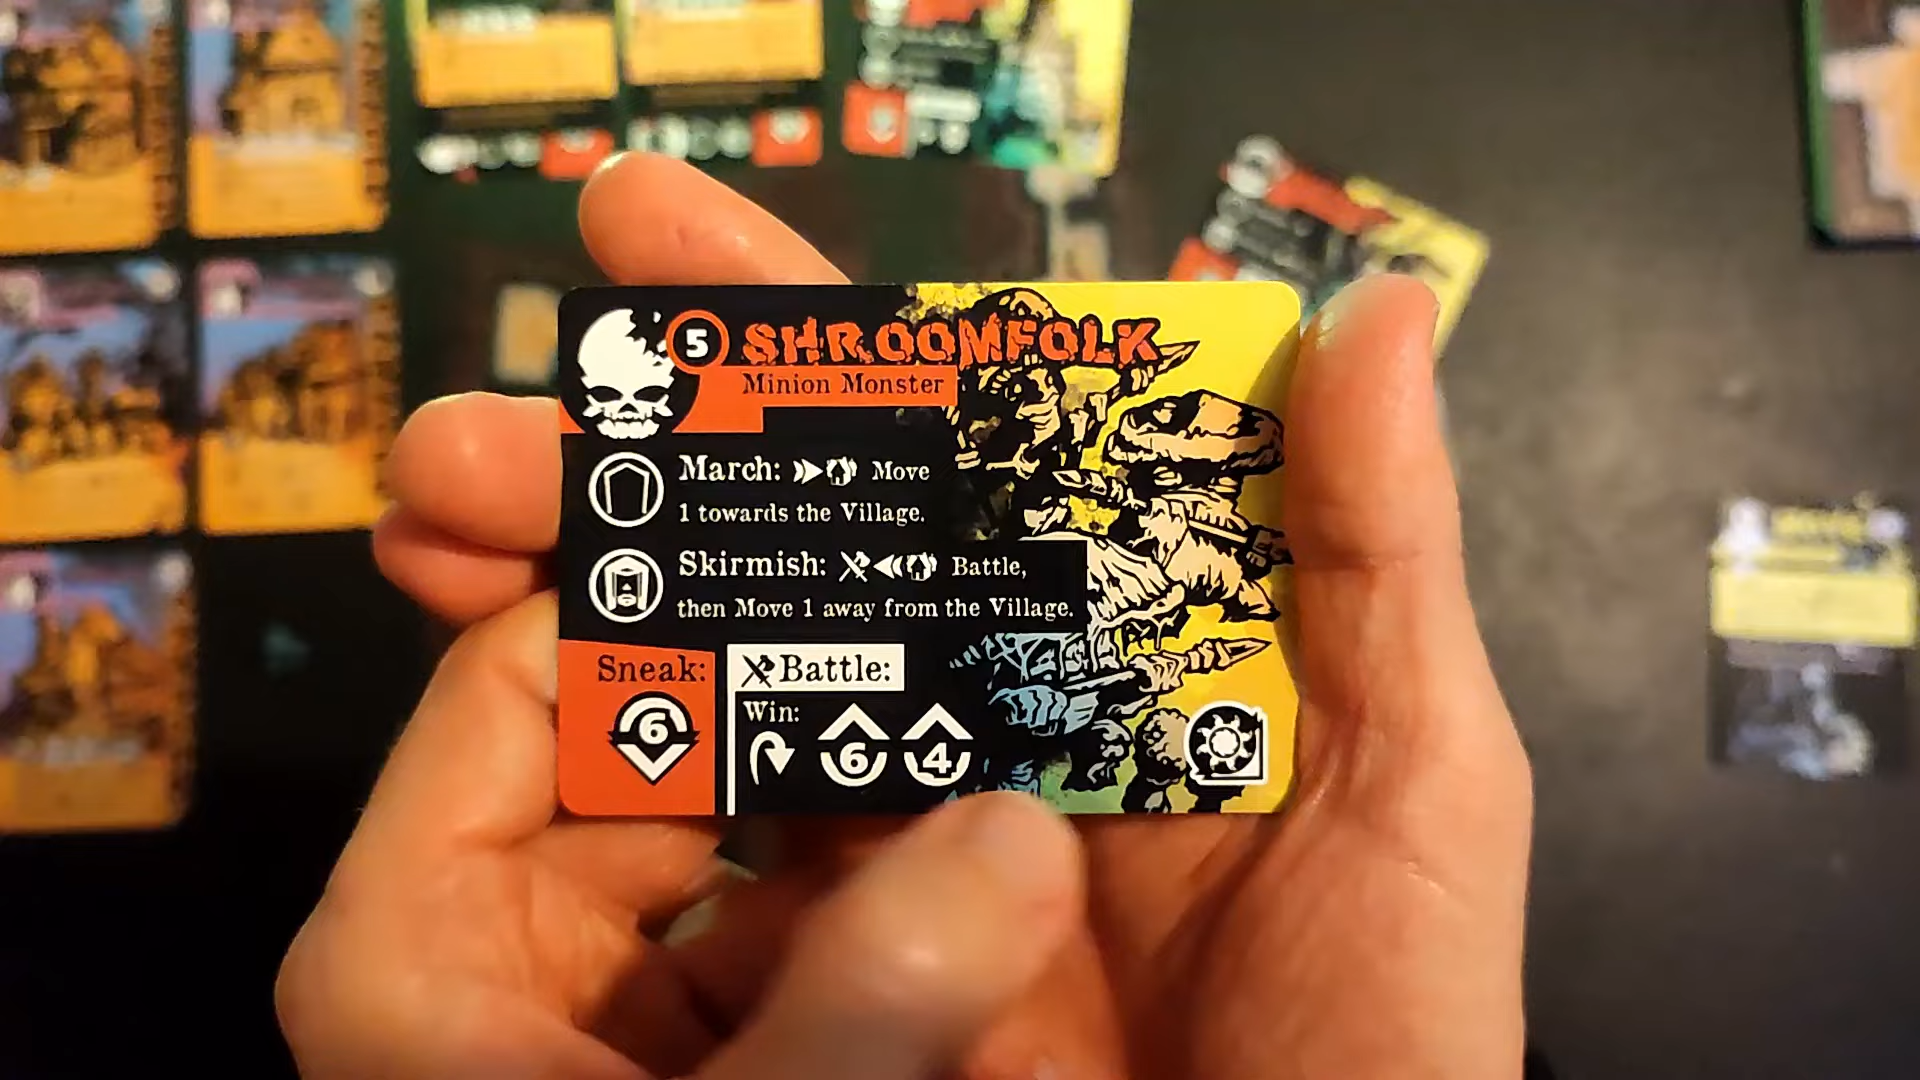 5 SHROOMFOLK
Minion Monster
March: Move
1 towards the Village.
Skirmish: Battle,
then Move 1 away from the Village.
Sneak:
6
Battle:
Win:
6 4